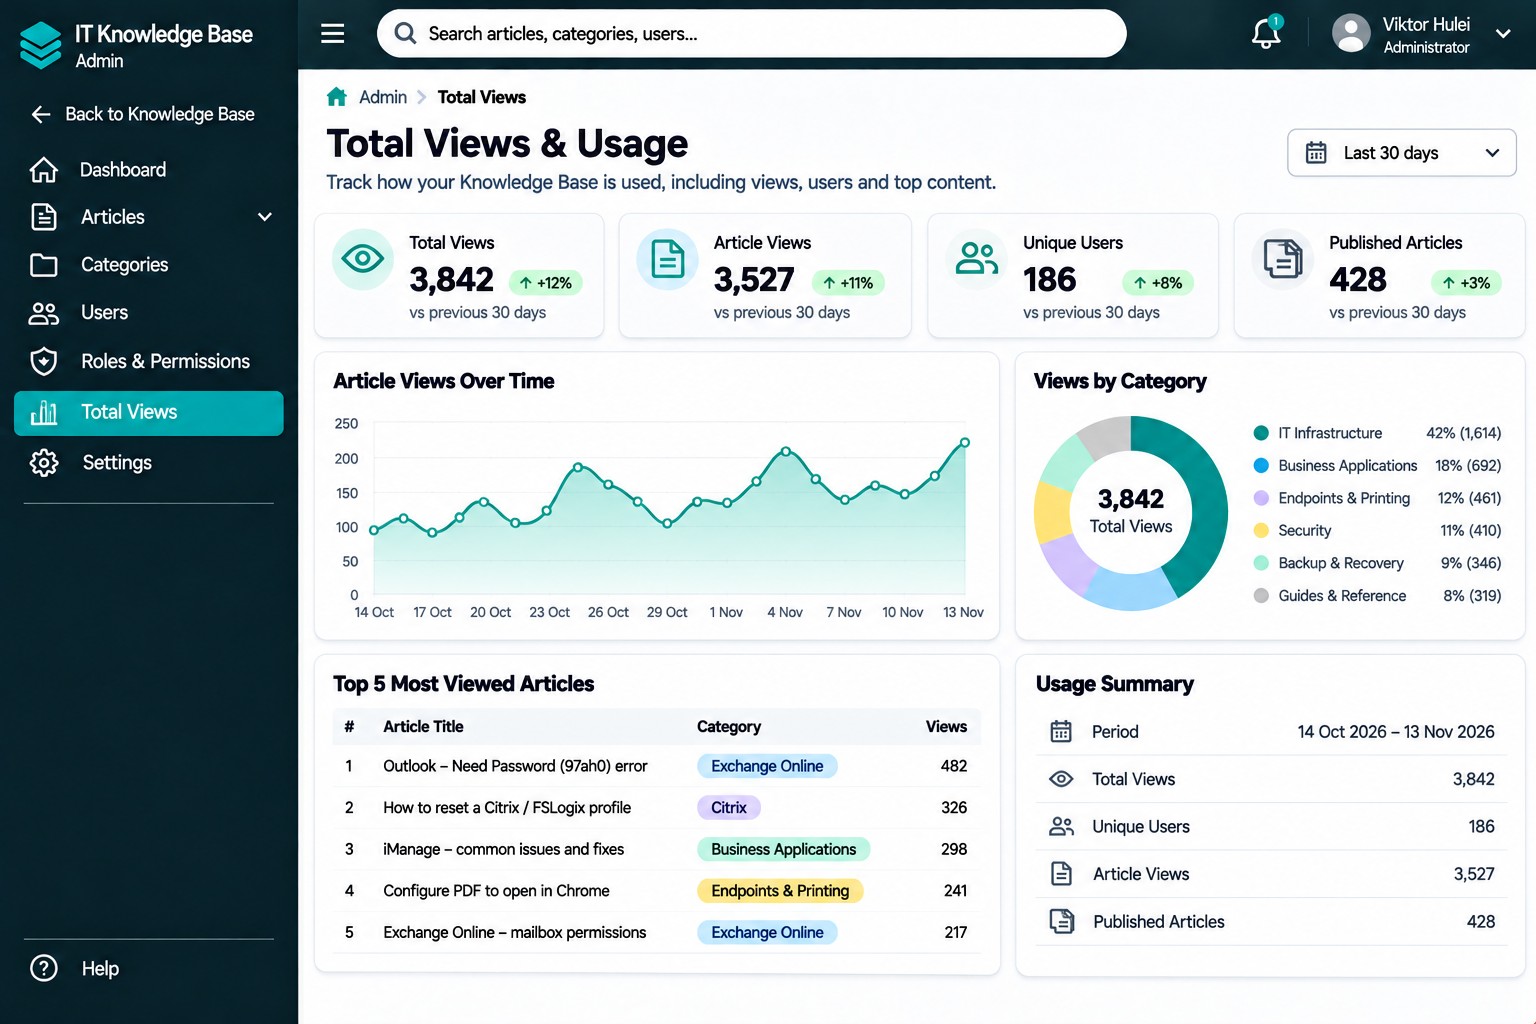 IT Knowledge Base
Admin
Back to Knowledge Base
Dashboard
Articles
Categories
Users
Roles & Permissions
Total Views
Settings
Help
Search articles, categories, users...
1
Viktor Hulei
Administrator
Admin > Total Views
Total Views & Usage
Track how your Knowledge Base is used, including views, users and top content.
Last 30 days
Total Views
3,842 ↑ +12%
vs previous 30 days
Article Views
3,527 ↑ +11%
vs previous 30 days
Unique Users
186 ↑ +8%
vs previous 30 days
Published Articles
428 ↑ +3%
vs previous 30 days
Article Views Over Time
250
200
150
100
50
0
14 Oct 17 Oct 20 Oct 23 Oct 26 Oct 29 Oct 1 Nov 4 Nov 7 Nov 10 Nov 13 Nov
Views by Category
3,842
Total Views
IT Infrastructure 42% (1,614)
Business Applications 18% (692)
Endpoints & Printing 12% (461)
Security 11% (410)
Backup & Recovery 9% (346)
Guides & Reference 8% (319)
Top 5 Most Viewed Articles
# Article Title Category Views
1 Outlook – Need Password (97ah0) error Exchange Online 482
2 How to reset a Citrix / FSLogix profile Citrix 326
3 iManage – common issues and fixes Business Applications 298
4 Configure PDF to open in Chrome Endpoints & Printing 241
5 Exchange Online – mailbox permissions Exchange Online 217
Usage Summary
Period 14 Oct 2026 – 13 Nov 2026
Total Views 3,842
Unique Users 186
Article Views 3,527
Published Articles 428